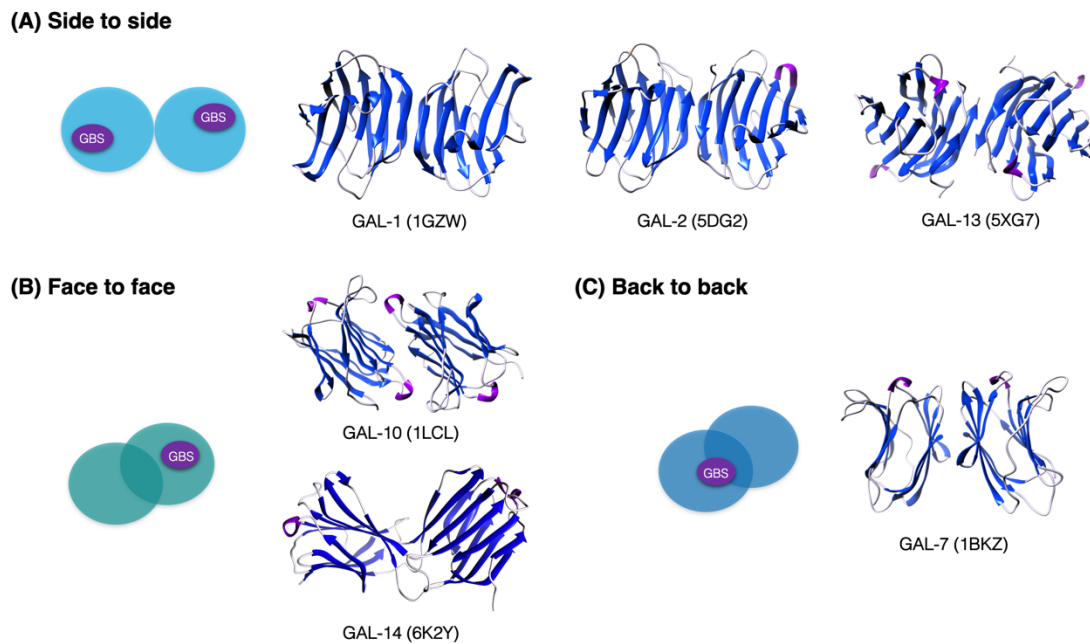 (A) Side to side
GBS
GBS
GAL-1 (1GZW)
GAL-2 (5DG2)
GAL-13 (5XG7)
(B) Face to face
GBS
GAL-10 (1LCL)
GAL-14 (6K2Y)
(C) Back to back
GBS
GAL-7 (1BKZ)